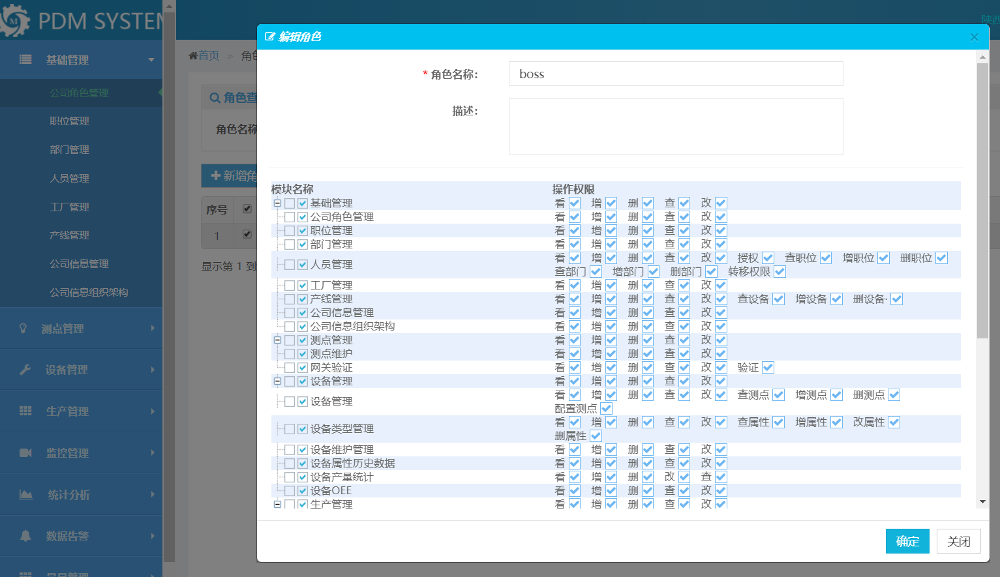 PDM SYSTEM
陕西
基础管理
公司角色管理
职位管理
部门管理
人员管理
工厂管理
产线管理
公司信息管理
公司信息组织架构
测点管理
设备管理
生产管理
监控管理
统计分析
数据告警
首页 > 角色
角色查
角色名称
新增角
序号
1
显示第 1 到
编辑角色
×
* 角色名称：
boss
描述：
模块名称 操作权限
基础管理 看 增 删 查 改
公司角色管理 看 增 删 查 改
职位管理 看 增 删 查 改
部门管理 看 增 删 查 改
人员管理 看 增 删 查 改 授权 查职位 增职位 删职位
查部门 增部门 删部门 转移权限
工厂管理 看 增 删 查 改
产线管理 看 增 删 查 改 查设备 增设备 删设备·
公司信息管理 看 增 删 查 改
公司信息组织架构 看 增 删 查 改
测点管理 看 增 删 查 改
测点维护 看 增 删 查 改
网关验证 看 增 删 查 改 验证
设备管理 看 增 删 查 改
设备管理 看 增 删 查 改 查测点 增测点 删测点
配置测点
设备类型管理 看 增 删 查 改 查属性 增属性 改属性
删属性
设备维护管理 看 增 删 查 改
设备属性历史数据 看 增 删 查 改
设备产量统计 看 增 删 改 查
设备OEE 看 增 删 查 改
生产管理 看 增 删 查 改
确定 关闭